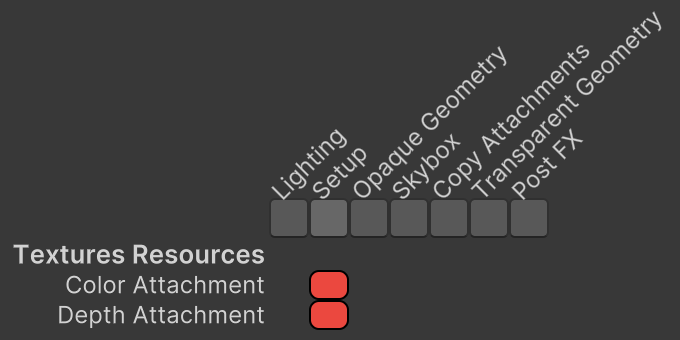 Lighting
Setup
Opaque Geometry
Skybox
Copy Attachments
Transparent Geometry
Post FX
Textures Resources
Color Attachment
Depth Attachment